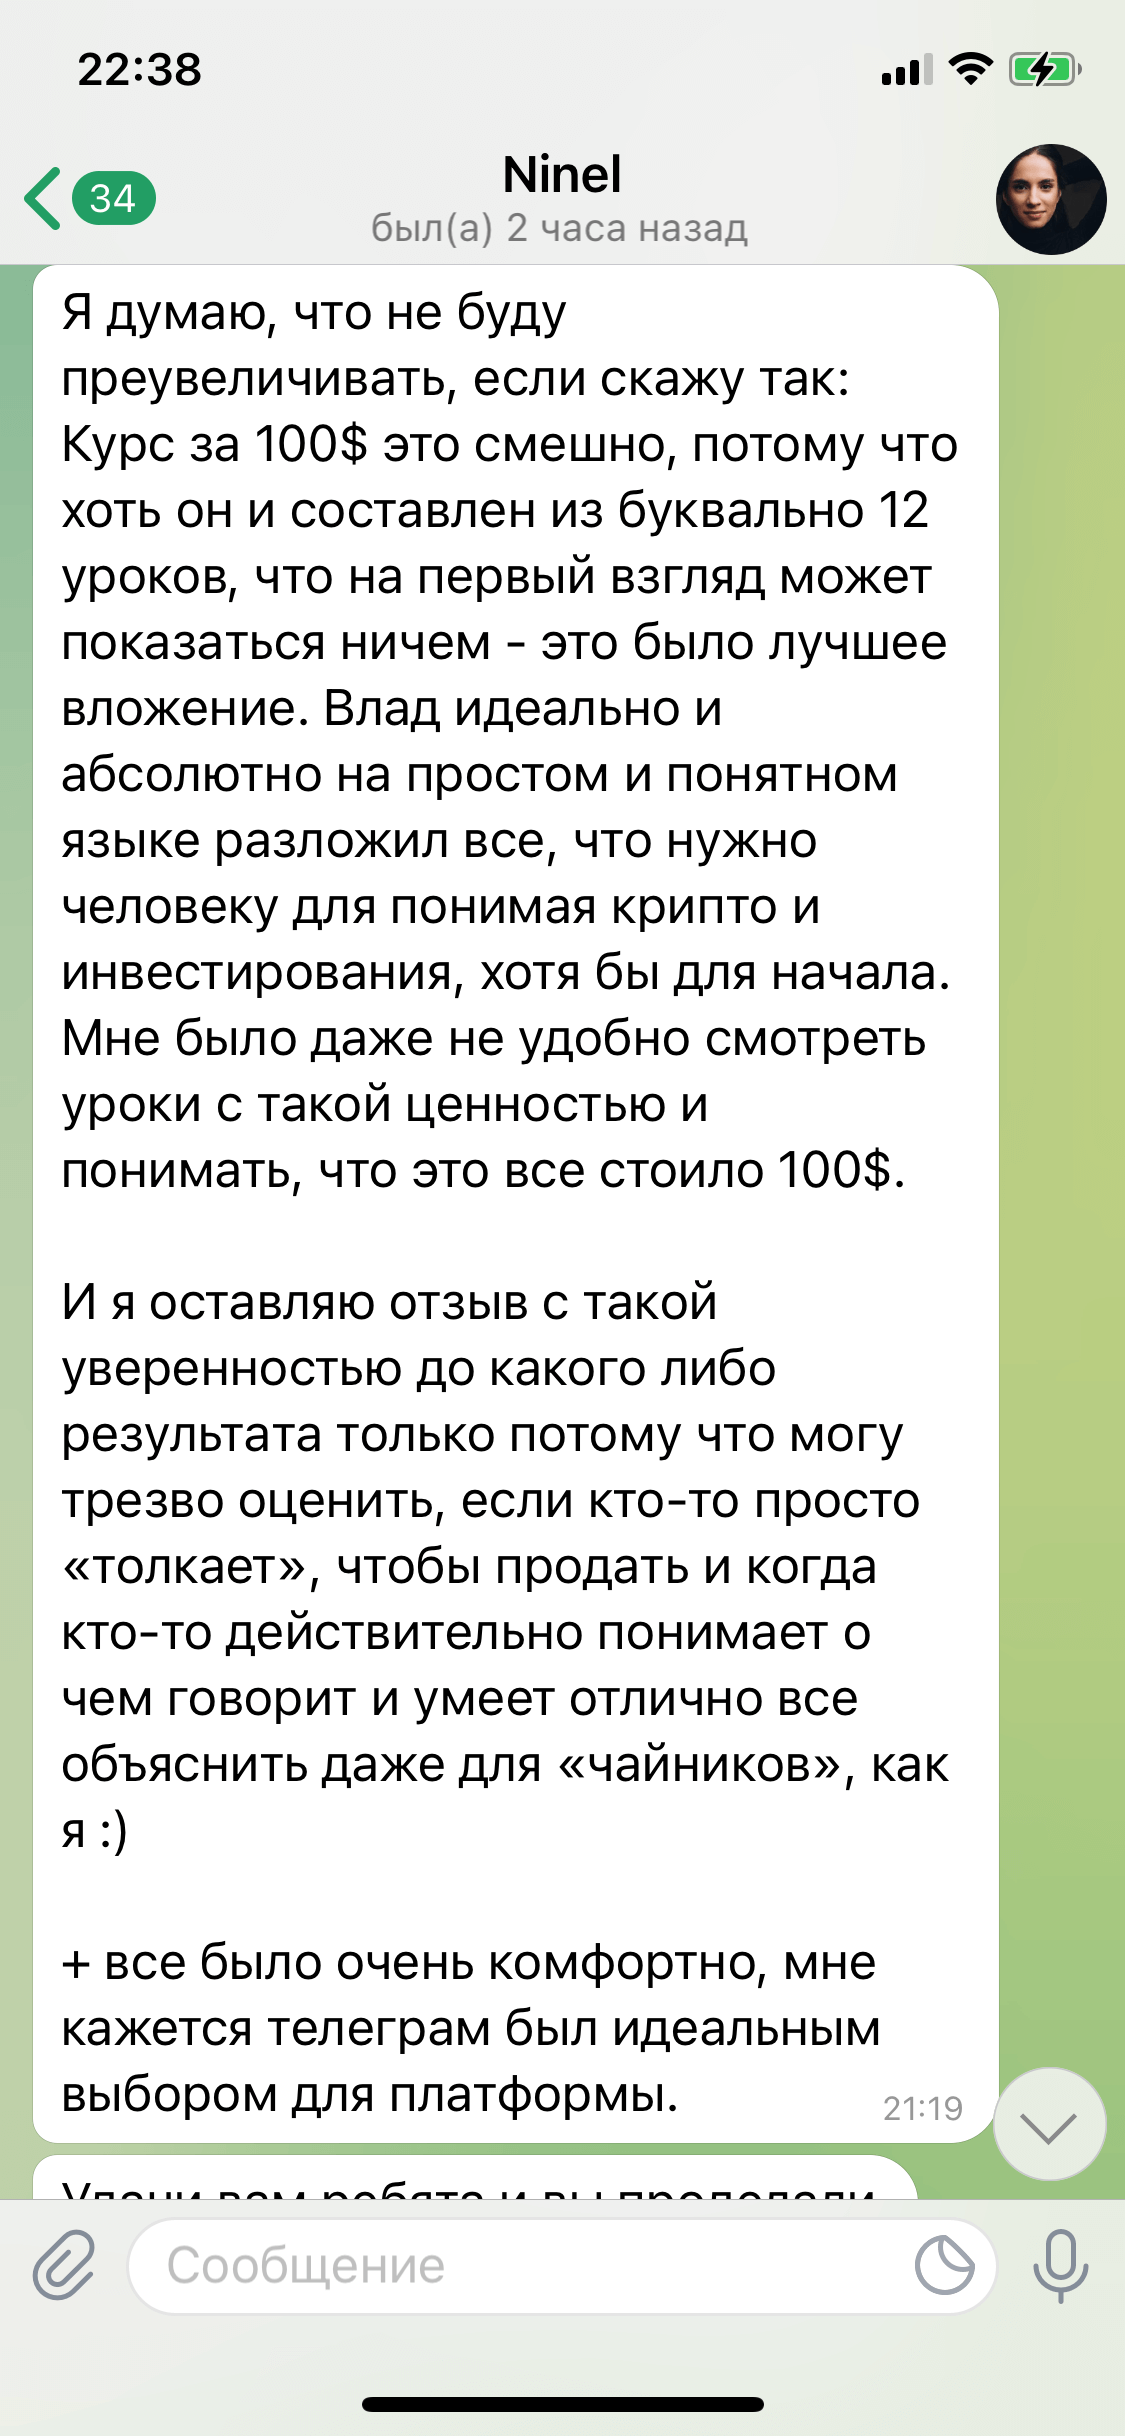 22:38
34
Ninel
был(а) 2 часа назад
Я думаю, что не буду
преувеличивать, если скажу так:
Курс за 100$ это смешно, потому что
хоть он и составлен из буквально 12
уроков, что на первый взгляд может
показаться ничем - это было лучшее
вложение. Влад идеально и
абсолютно на простом и понятном
языке разложил все, что нужно
человеку для понимая крипто и
инвестирования, хотя бы для начала.
Мне было даже не удобно смотреть
уроки с такой ценностью и
понимать, что это все стоило 100$.
И я оставляю отзыв с такой
уверенностью до какого либо
результата только потому что могу
трезво оценить, если кто-то просто
«толкает», чтобы продать и когда
кто-то действительно понимает о
чем говорит и умеет отлично все
объяснить даже для «чайников», как
я :)
+ все было очень комфортно, мне
кажется телеграм был идеальным
выбором для платформы.
21:19
Удачи вам ребята и вы проделали
Сообщение